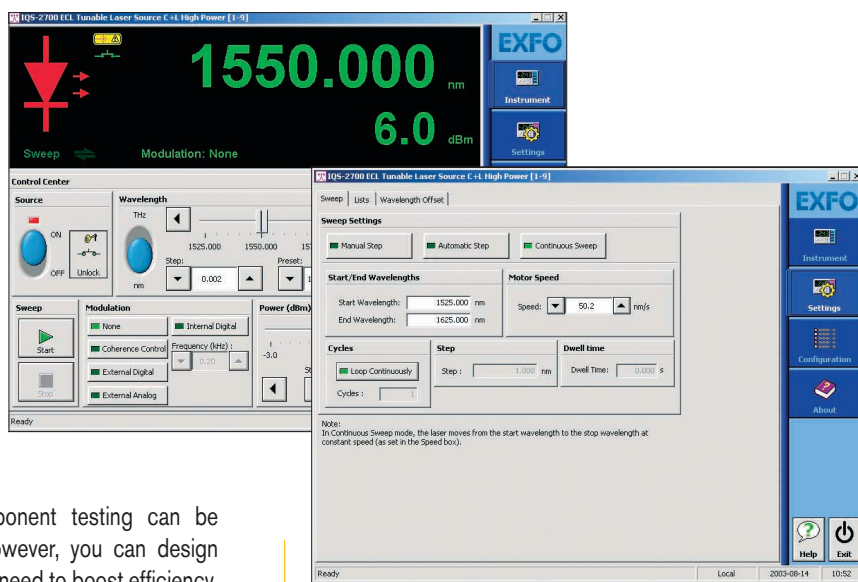 IQS-2700 ECL Tunable Laser Source C+L High Power [1-9]
EXFO
1550.000 nm
6.0 dBm
Sweep
Modulation: None
Instrument
Settings
Control Center
Source
ON
OFF
Unlock
Wavelength
THz
nm
1525.000 1550.000
Step:
0.002
Preset:
Sweep
Start
Stop
Modulation
None
Internal Digital
Coherence Control
Frequency (kHz) :
0.20
External Digital
External Analog
Power (dBm)
-3.0
Ready
IQS-2700 ECL Tunable Laser Source C+L High Power [1-9]
Sweep Lists Wavelength Offset
EXFO
Sweep Settings
Manual Step Automatic Step Continuous Sweep
Start/End Wavelengths
Start Wavelength: 1525.000 nm
End Wavelength: 1625.000 nm
Motor Speed
Speed: 50.2 nm/s
Cycles
Loop Continuously
Cycles : 1
Step
Step : 1.000 nm
Dwell time
Dwell Time: 0.000 s
Note:
In Continuous Sweep mode, the laser moves from the start wavelength to the stop wavelength at
constant speed (as set in the Speed box).
Instrument
Settings
Configuration
About
Help Exit
Ready Local 2003-08-14 10:52
testing can be
you can design
need to boost efficiency.